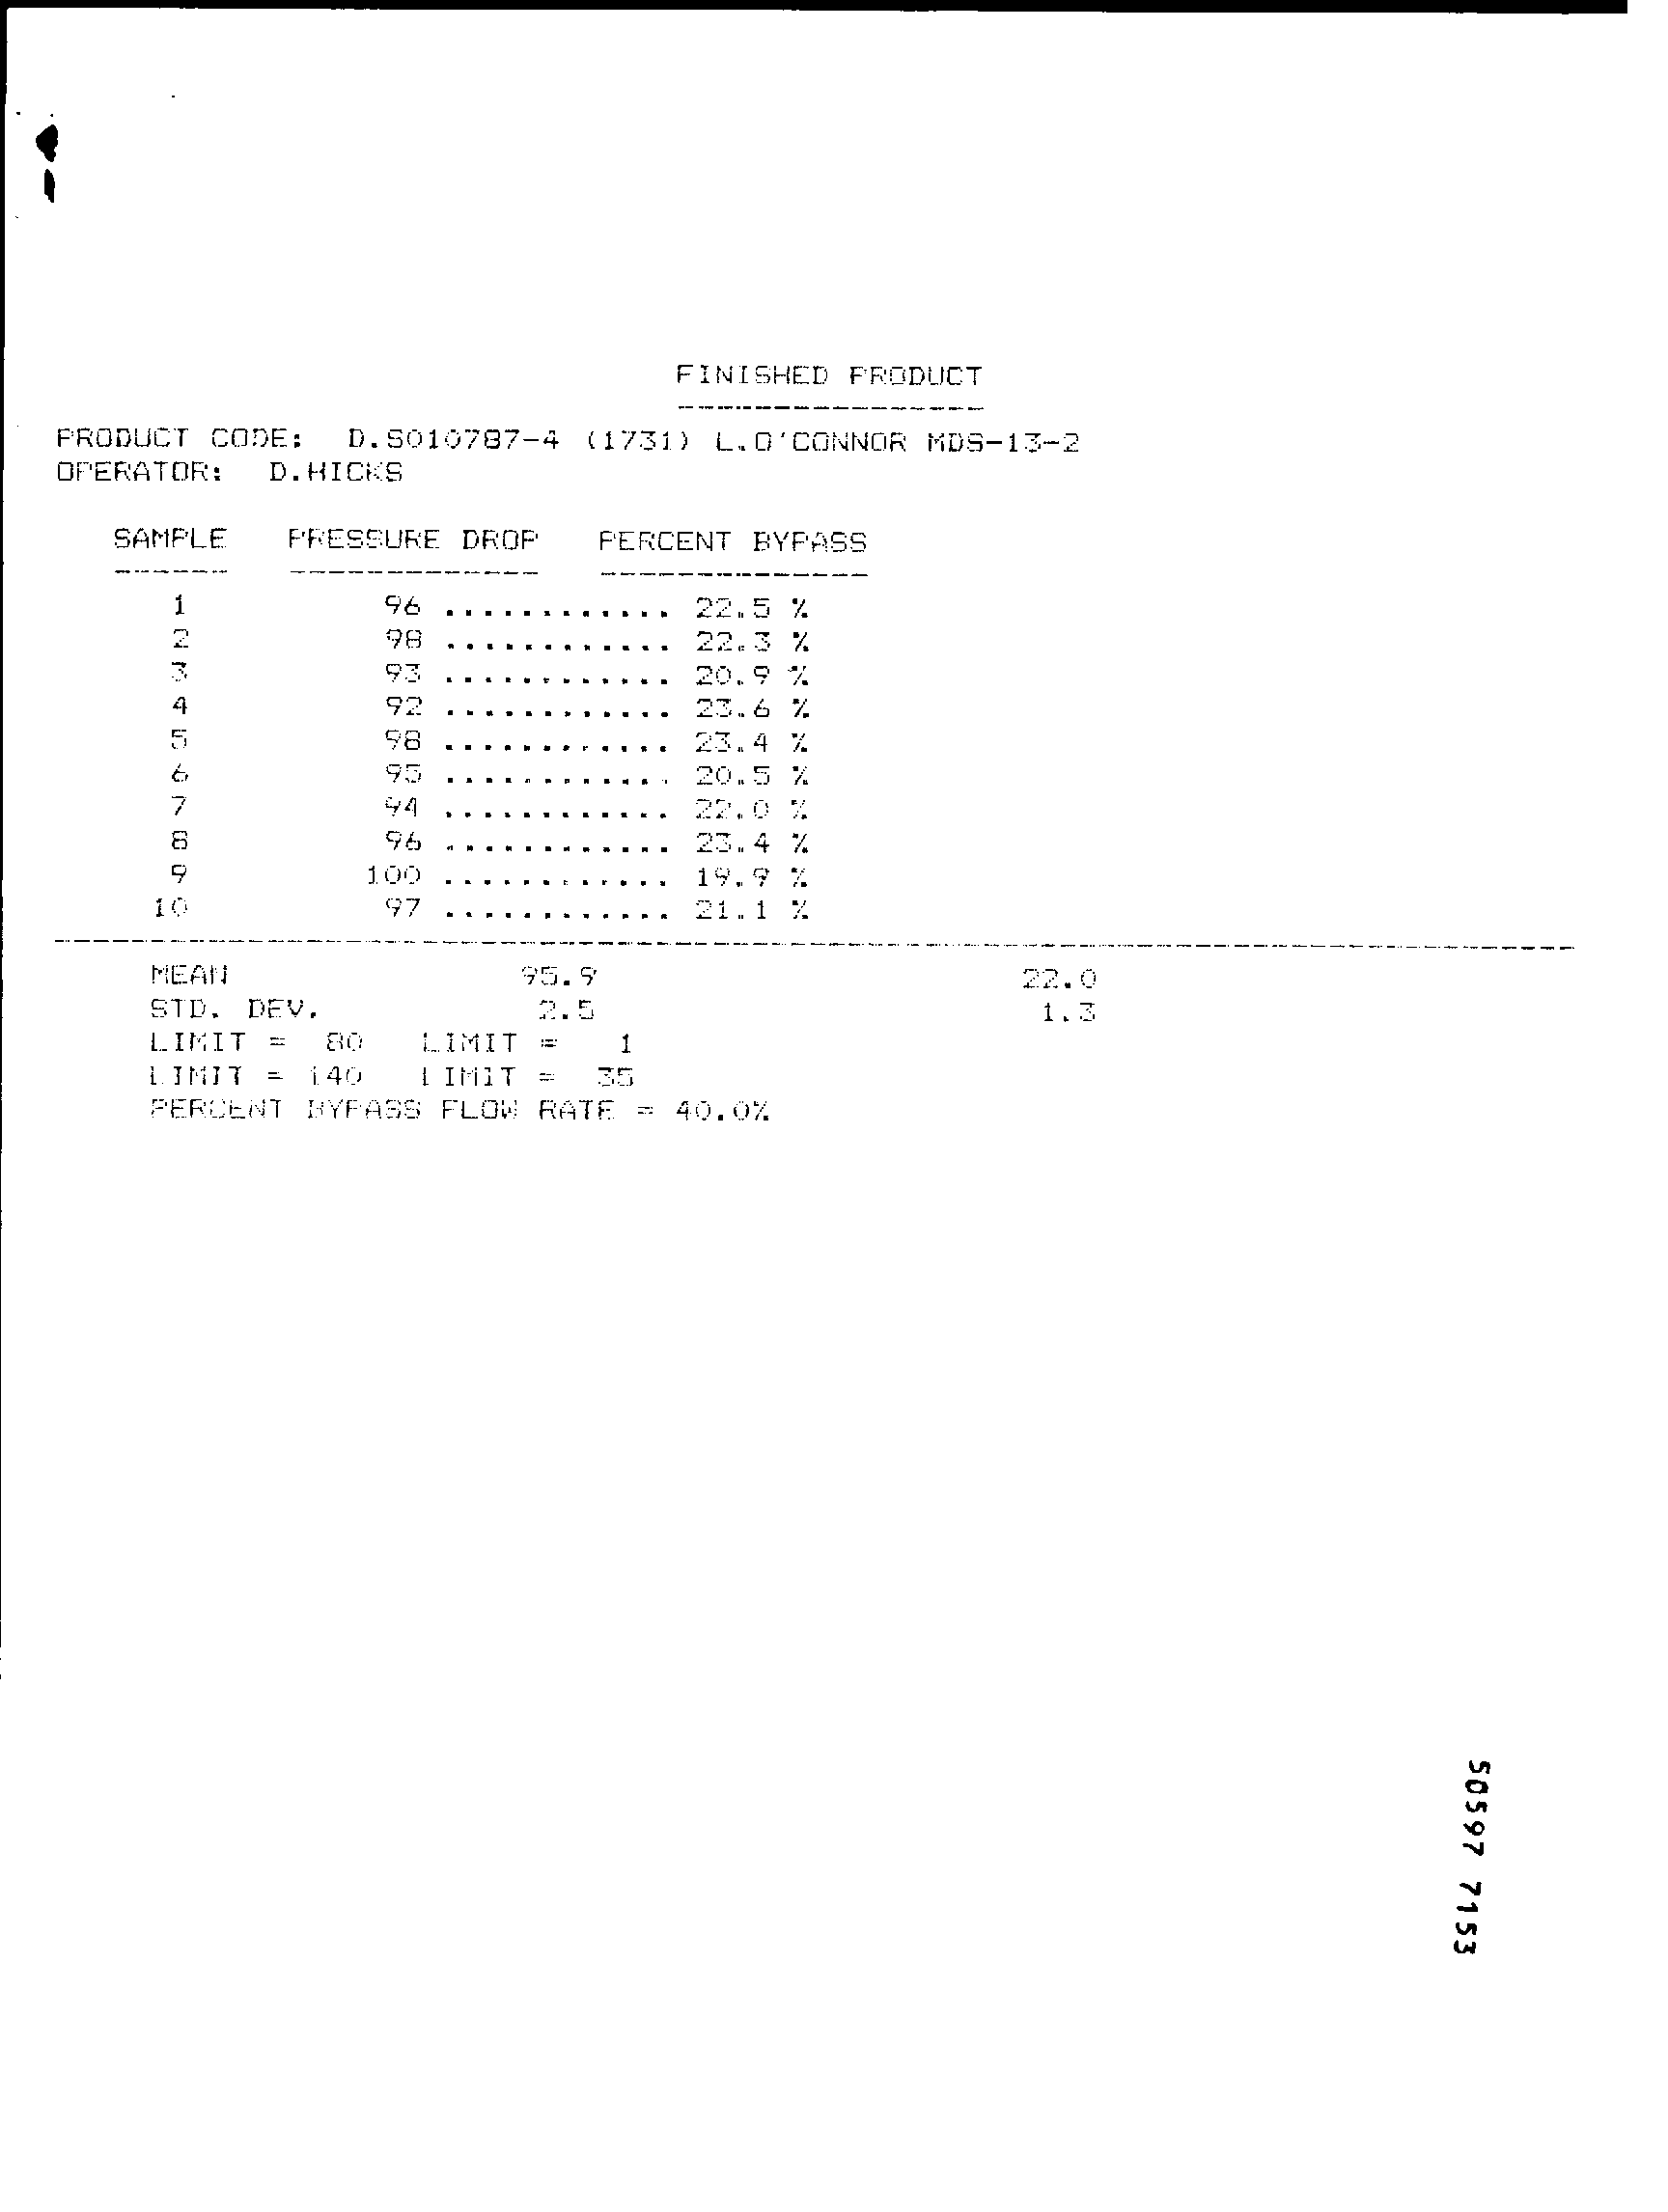 FINISHED PRODUCT
PRODUCT CODE: D.S010787-4 (1731) L.O'CONNOR MDS-13-2
OPERATOR: D.HICKS
SAMPLE PRESSURE DROP PERCENT BYPASS
1 96 ............ 22.5 %
2 98 ............ 22.3 %
3 93 ............ 20.9 %
4 92 ............ 23.6 %
5 98 ............ 23.4 %
6 95 ............ 20.5 %
7 94 ............ 22.0 %
8 96 ............ 23.4 %
9 100 ............ 19.9 %
10 97 ............ 21.1 %
MEAN 95.9 22.0
STD. DEV. 2.5 1.3
LIMIT = 80 LIMIT = 1
LIMIT = 140 LIMIT = 35
PERCENT BYPASS FLOW RATE = 40.0%
50597 7153